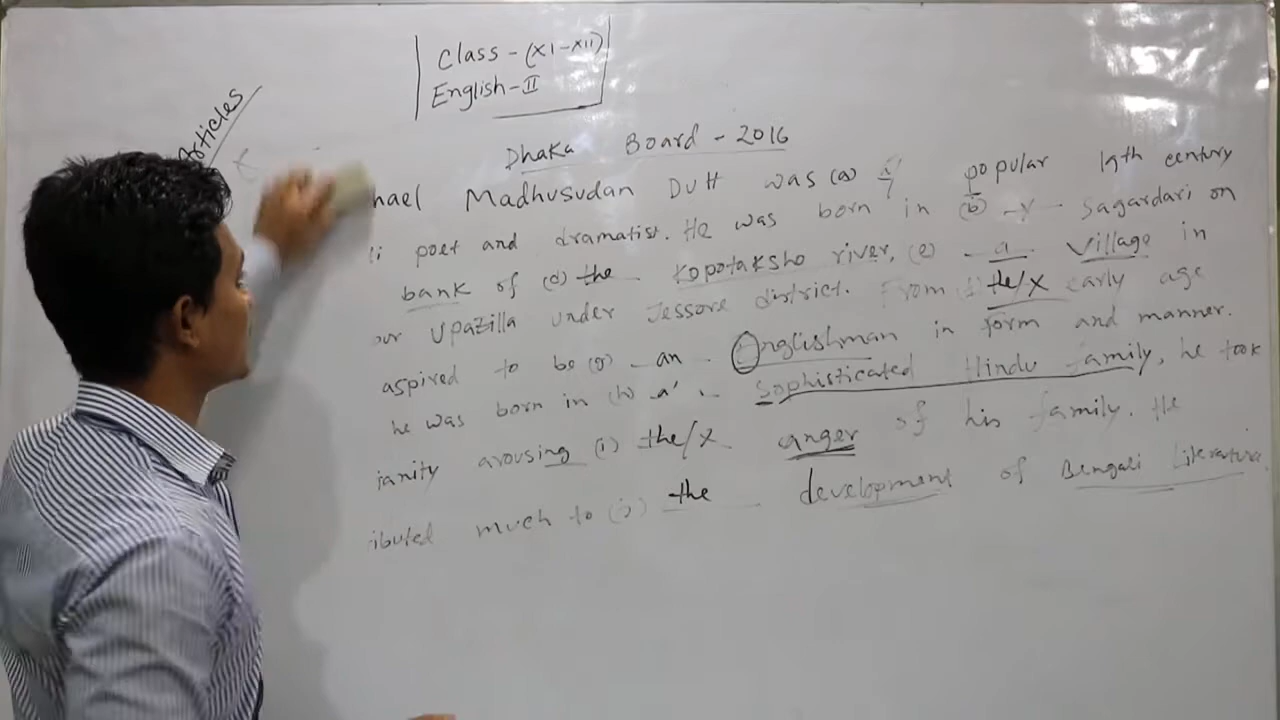 Class - (XI-XII)
English - II
Articles
Dhaka Board - 2016
hael Madhusudan Dutt was (a) a popular 19th century
li poet and dramatist. He was born in (b) x Sagardari on
bank of (d) the Kopotaksho river, (e) a village in
ur Upazilla under Jessore district. From (f) the/x early age
aspired to be (g) an Englishman in form and manner.
he was born in (h) a sophisticated Hindu family, he took
ianity arousing (i) the/x anger of his family. He
ibuted much to (j) the development of Bengali Literature.